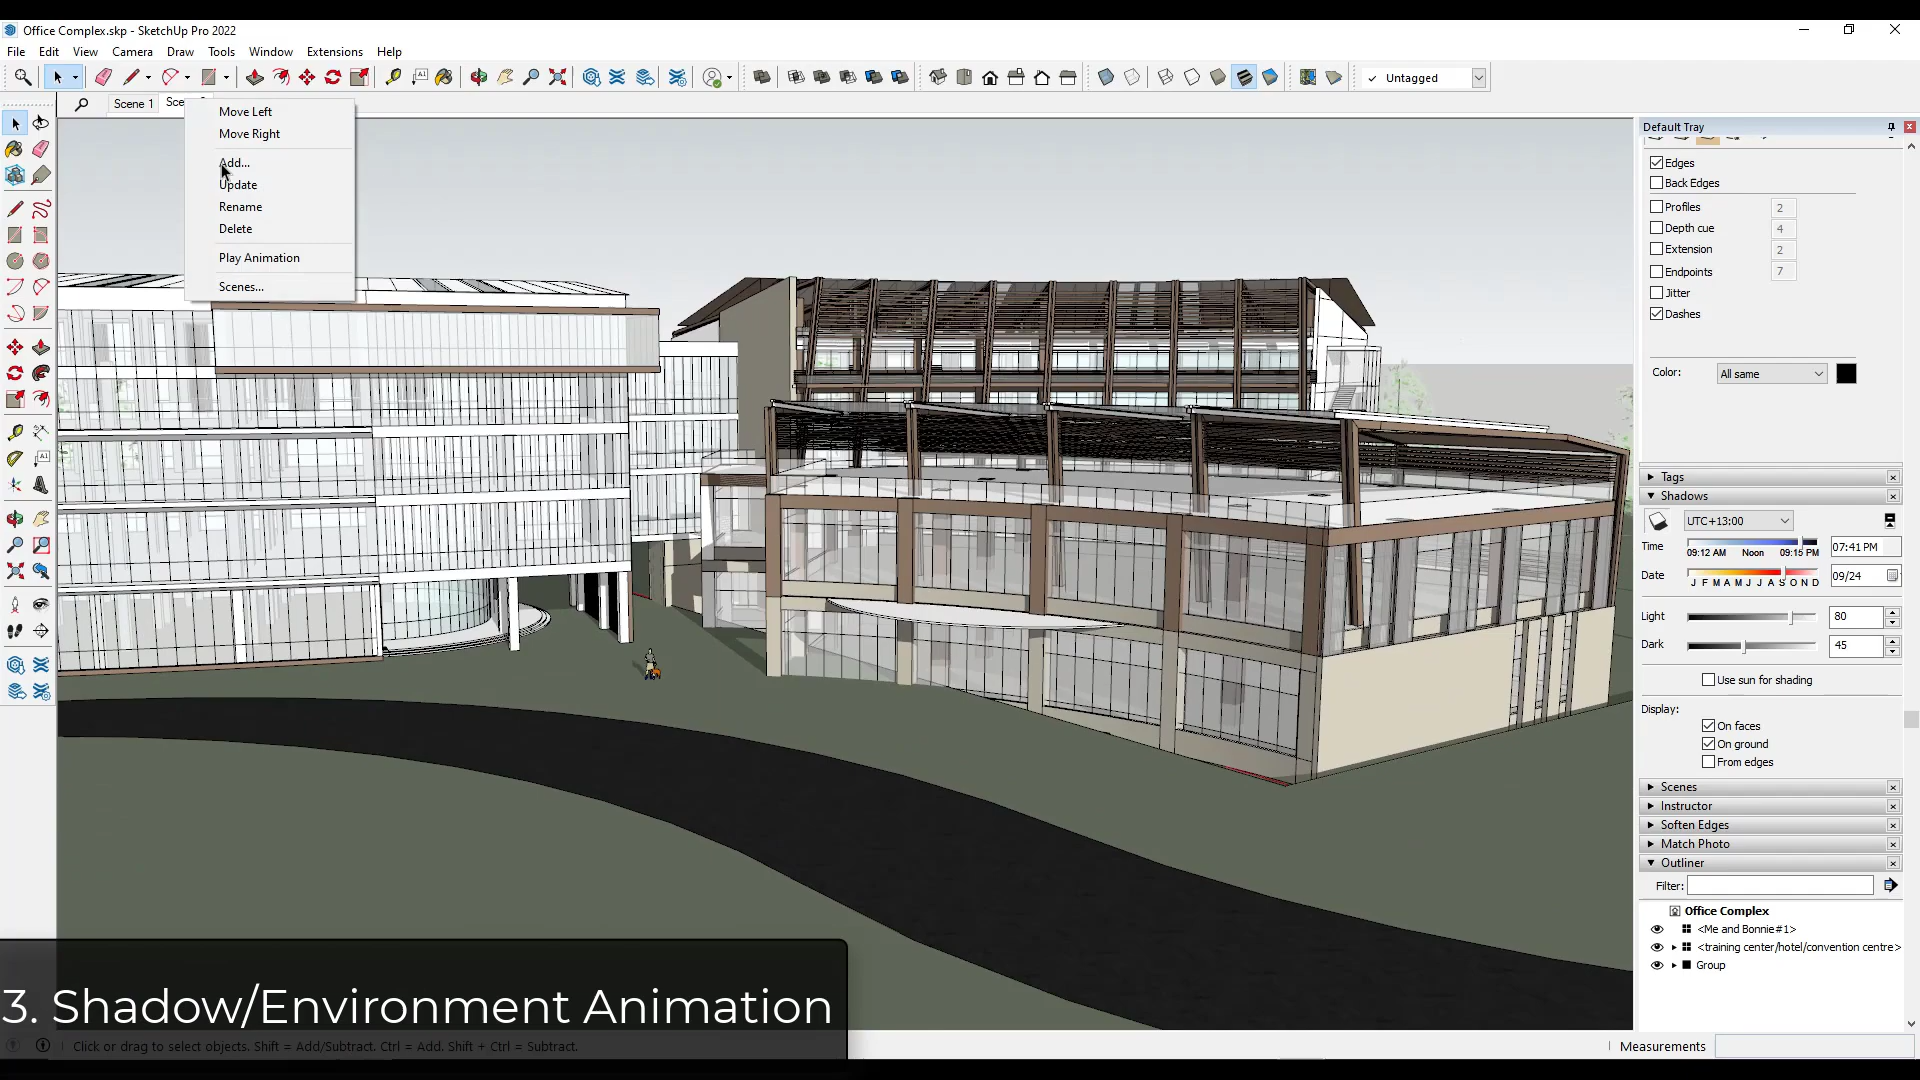 Office Complex.skp - SketchUp Pro 2022
File Edit View Camera Draw Tools Window Extensions Help
Untagged
Scene 1
Move Left
Move Right
Add...
Update
Rename
Delete
Play Animation
Scenes...
Default Tray
Edges
Back Edges
Profiles 2
Depth cue 4
Extension 2
Endpoints 7
Jitter
Dashes
Color: All same
Tags
Shadows
UTC+13:00
Time 09:12 AM Noon 09:15 PM 07:41 PM
Date J F M A M J J A S O N D 09/24
Light 80
Dark 45
Use sun for shading
Display:
On faces
On ground
From edges
Scenes
Instructor
Soften Edges
Match Photo
Outliner
Filter:
Office Complex
<Me and Bonnie#1>
<training center/hotel/convention centre>
Group
3. Shadow/Environment Animation
Click or drag to select objects. Shift = Add/Subtract. Ctrl = Add. Shift + Ctrl = Subtract.
Measurements